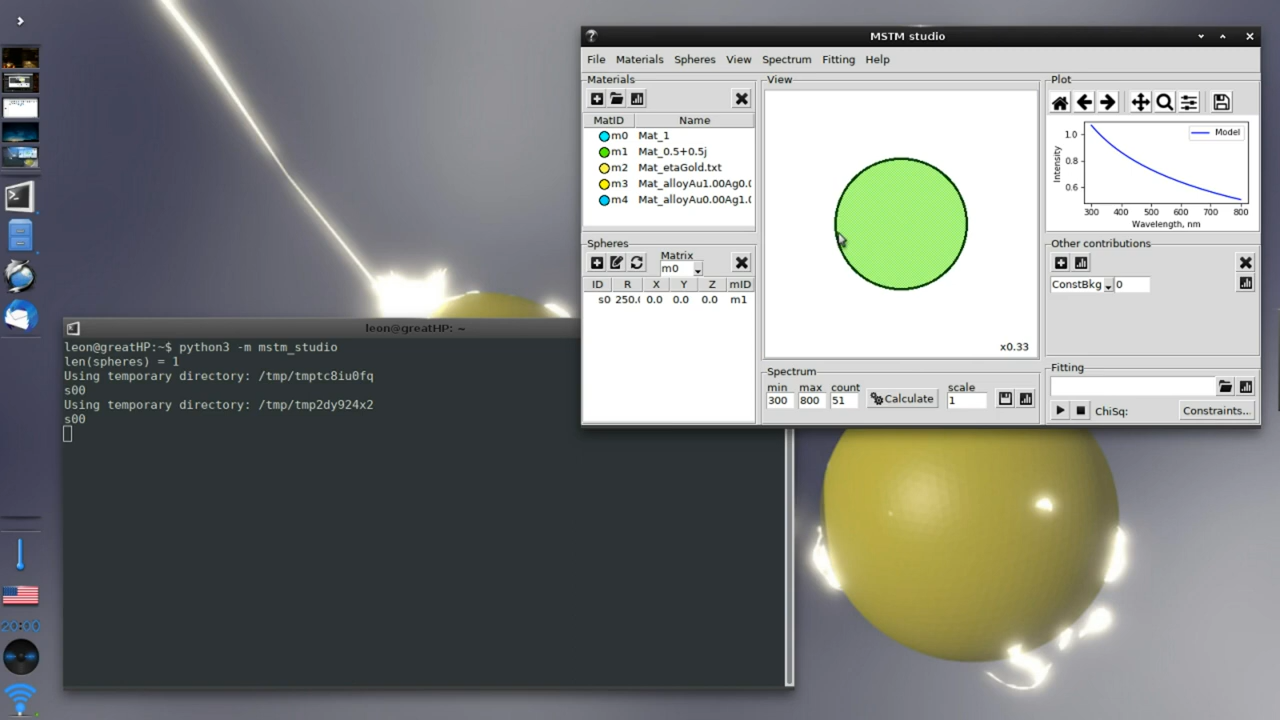 MSTM studio
File Materials Spheres View Spectrum Fitting Help
Materials
MatID Name
m0 Mat_1
m1 Mat_0.5+0.5j
m2 Mat_etaGold.txt
m3 Mat_alloyAu1.00Ag0.(
m4 Mat_alloyAu0.00Ag1.(
Spheres
Matrix
m0
ID R X Y Z mID
s0 250.( 0.0 0.0 0.0 m1
View
x0.33
Spectrum
min max count scale
300 800 51 Calculate 1
Plot
Model
Intensity
1.0
0.8
0.6
300 400 500 600 700 800
Wavelength, nm
Other contributions
ConstBkg 0
Fitting
ChiSq: Constraints...
leon@greatHP: ~
leon@greatHP:~$ python3 -m mstm_studio
len(spheres) = 1
Using temporary directory: /tmp/tmptc8iu0fq
s00
Using temporary directory: /tmp/tmp2dy924x2
s00
20:00